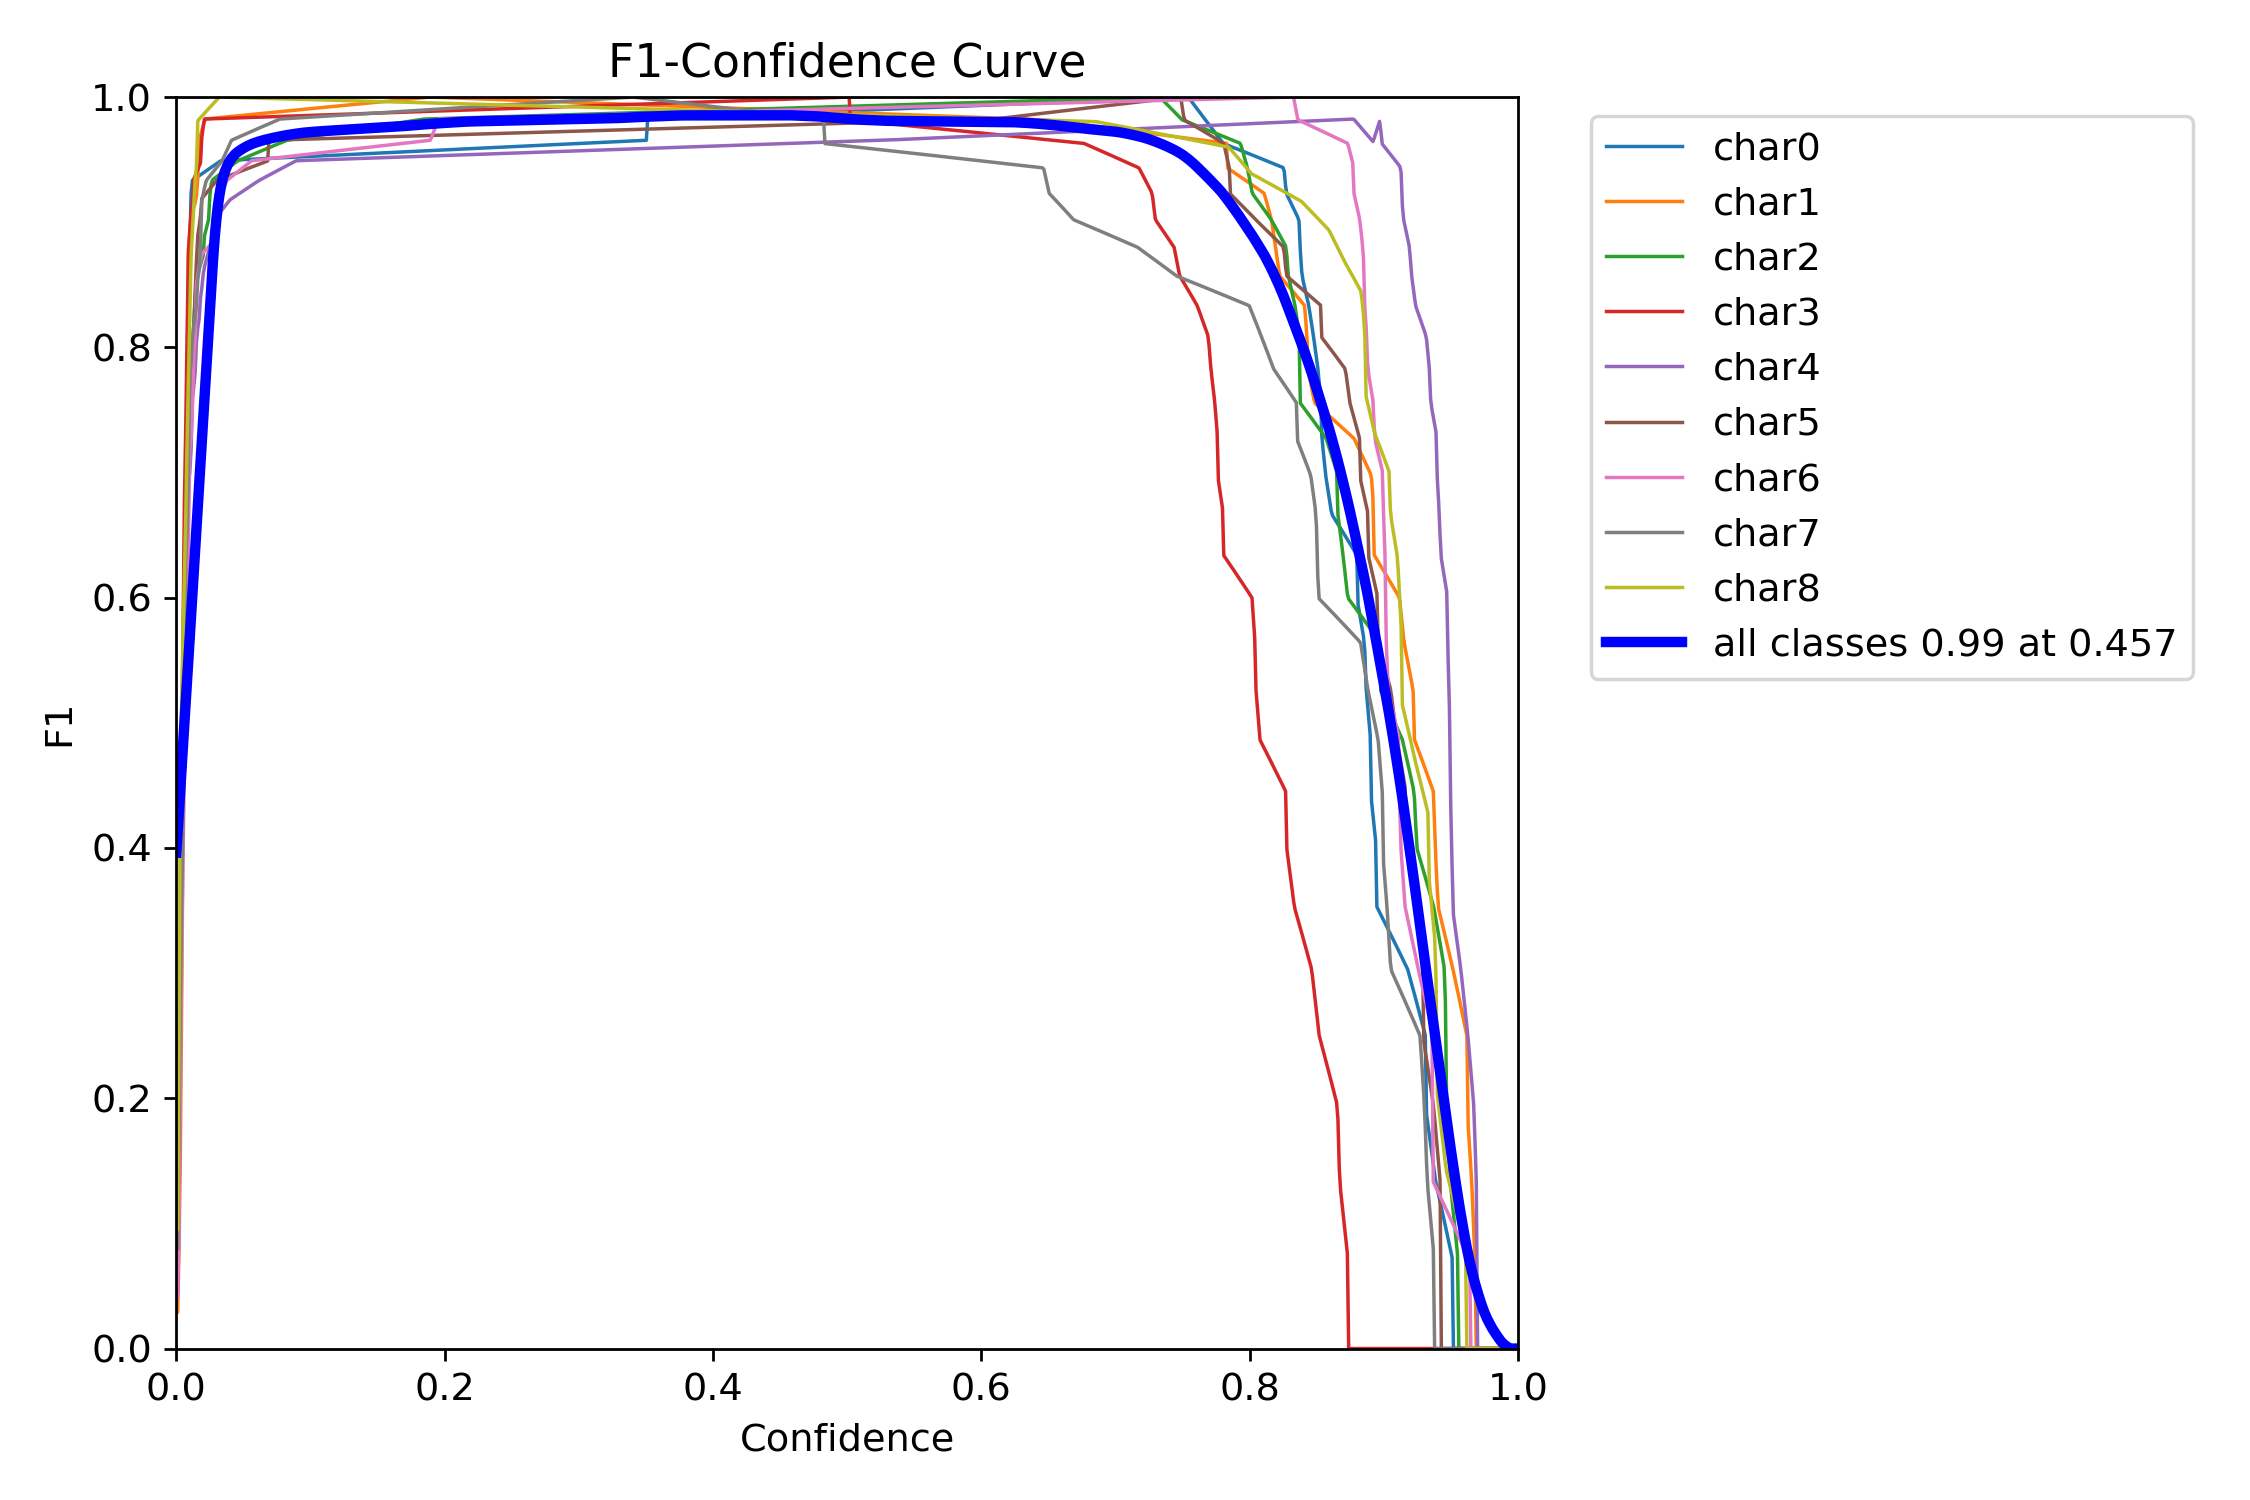 F1-Confidence Curve
1.0
0.8
0.6
0.4
0.2
0.0
F1
0.0 0.2 0.4 0.6 0.8 1.0
Confidence
char0
char1
char2
char3
char4
char5
char6
char7
char8
all classes 0.99 at 0.457